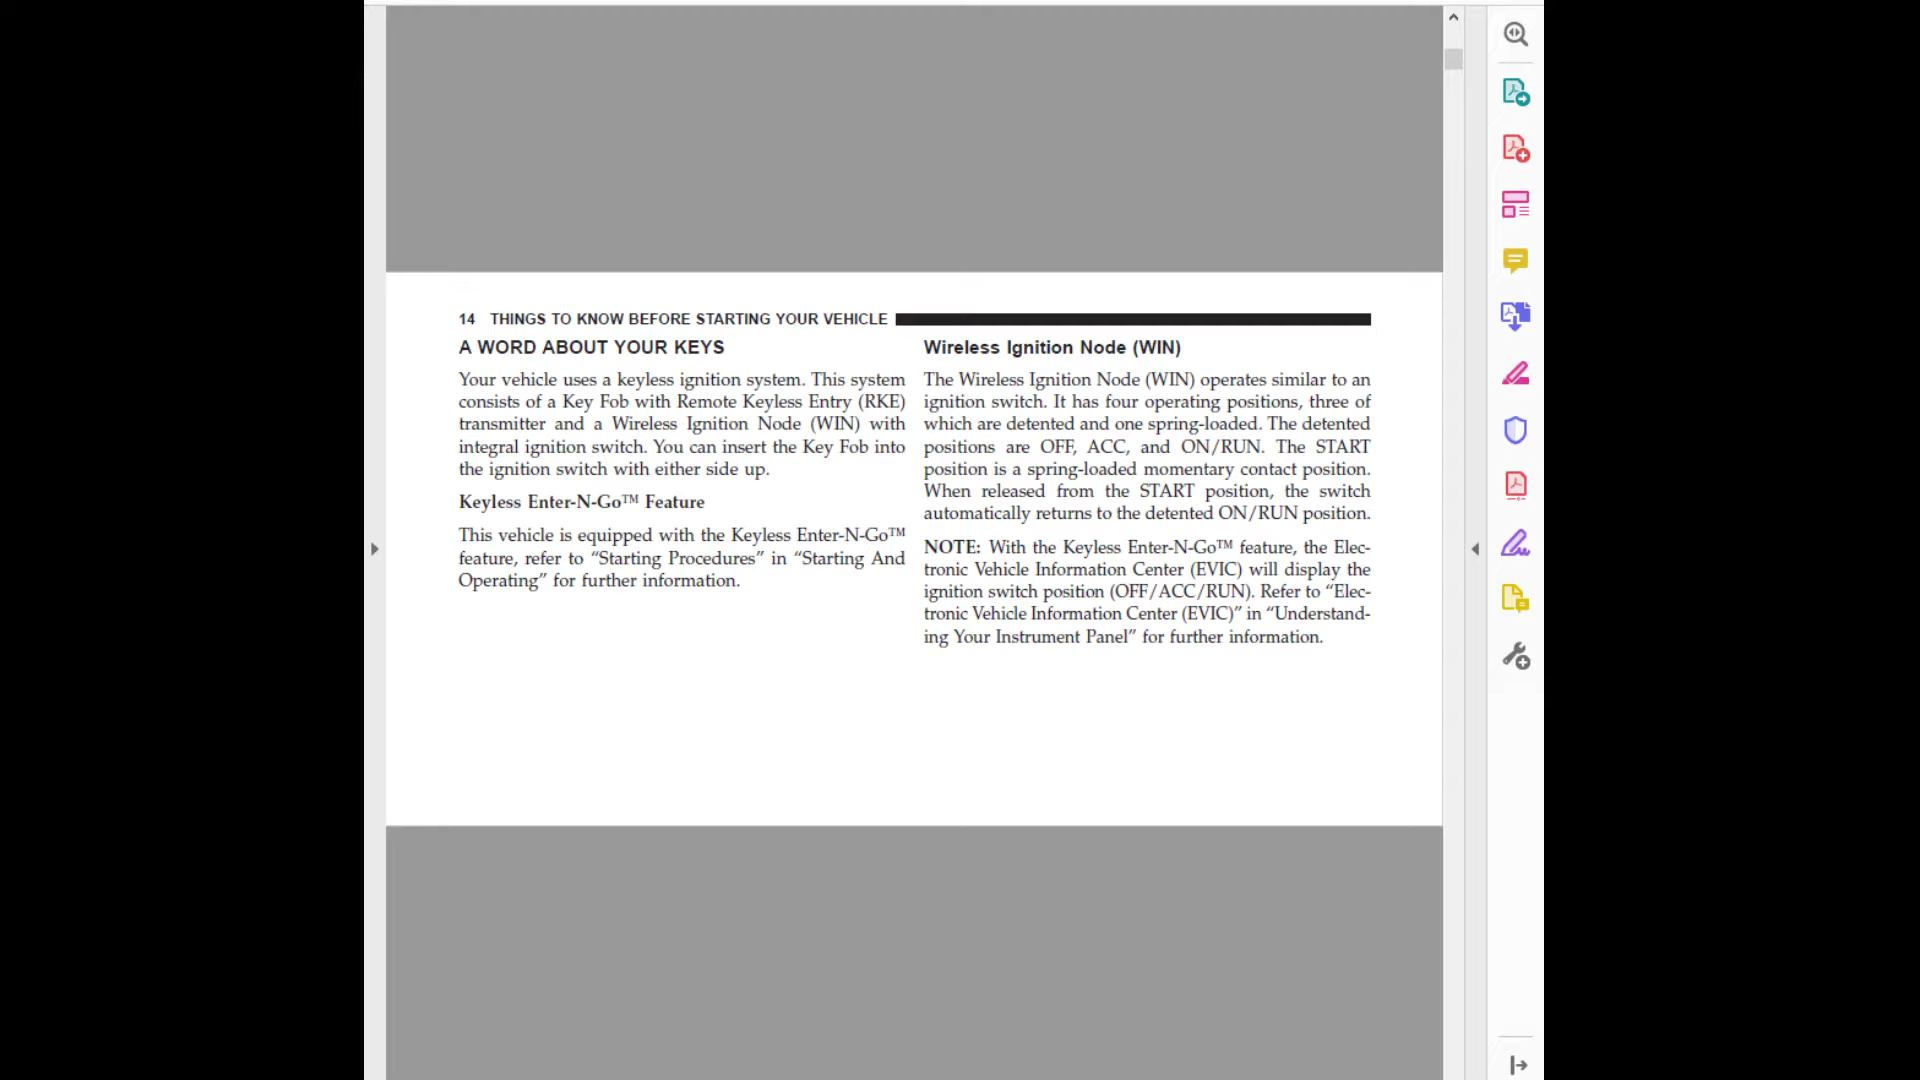 14 THINGS TO KNOW BEFORE STARTING YOUR VEHICLE
A WORD ABOUT YOUR KEYS
Your vehicle uses a keyless ignition system. This system
consists of a Key Fob with Remote Keyless Entry (RKE)
transmitter and a Wireless Ignition Node (WIN) with
integral ignition switch. You can insert the Key Fob into
the ignition switch with either side up.
Keyless Enter-N-Go™ Feature
This vehicle is equipped with the Keyless Enter-N-Go™
feature, refer to “Starting Procedures” in “Starting And
Operating” for further information.
Wireless Ignition Node (WIN)
The Wireless Ignition Node (WIN) operates similar to an
ignition switch. It has four operating positions, three of
which are detented and one spring-loaded. The detented
positions are OFF, ACC, and ON/RUN. The START
position is a spring-loaded momentary contact position.
When released from the START position, the switch
automatically returns to the detented ON/RUN position.
NOTE: With the Keyless Enter-N-Go™ feature, the Elec-
tronic Vehicle Information Center (EVIC) will display the
ignition switch position (OFF/ACC/RUN). Refer to “Elec-
tronic Vehicle Information Center (EVIC)” in “Understand-
ing Your Instrument Panel” for further information.